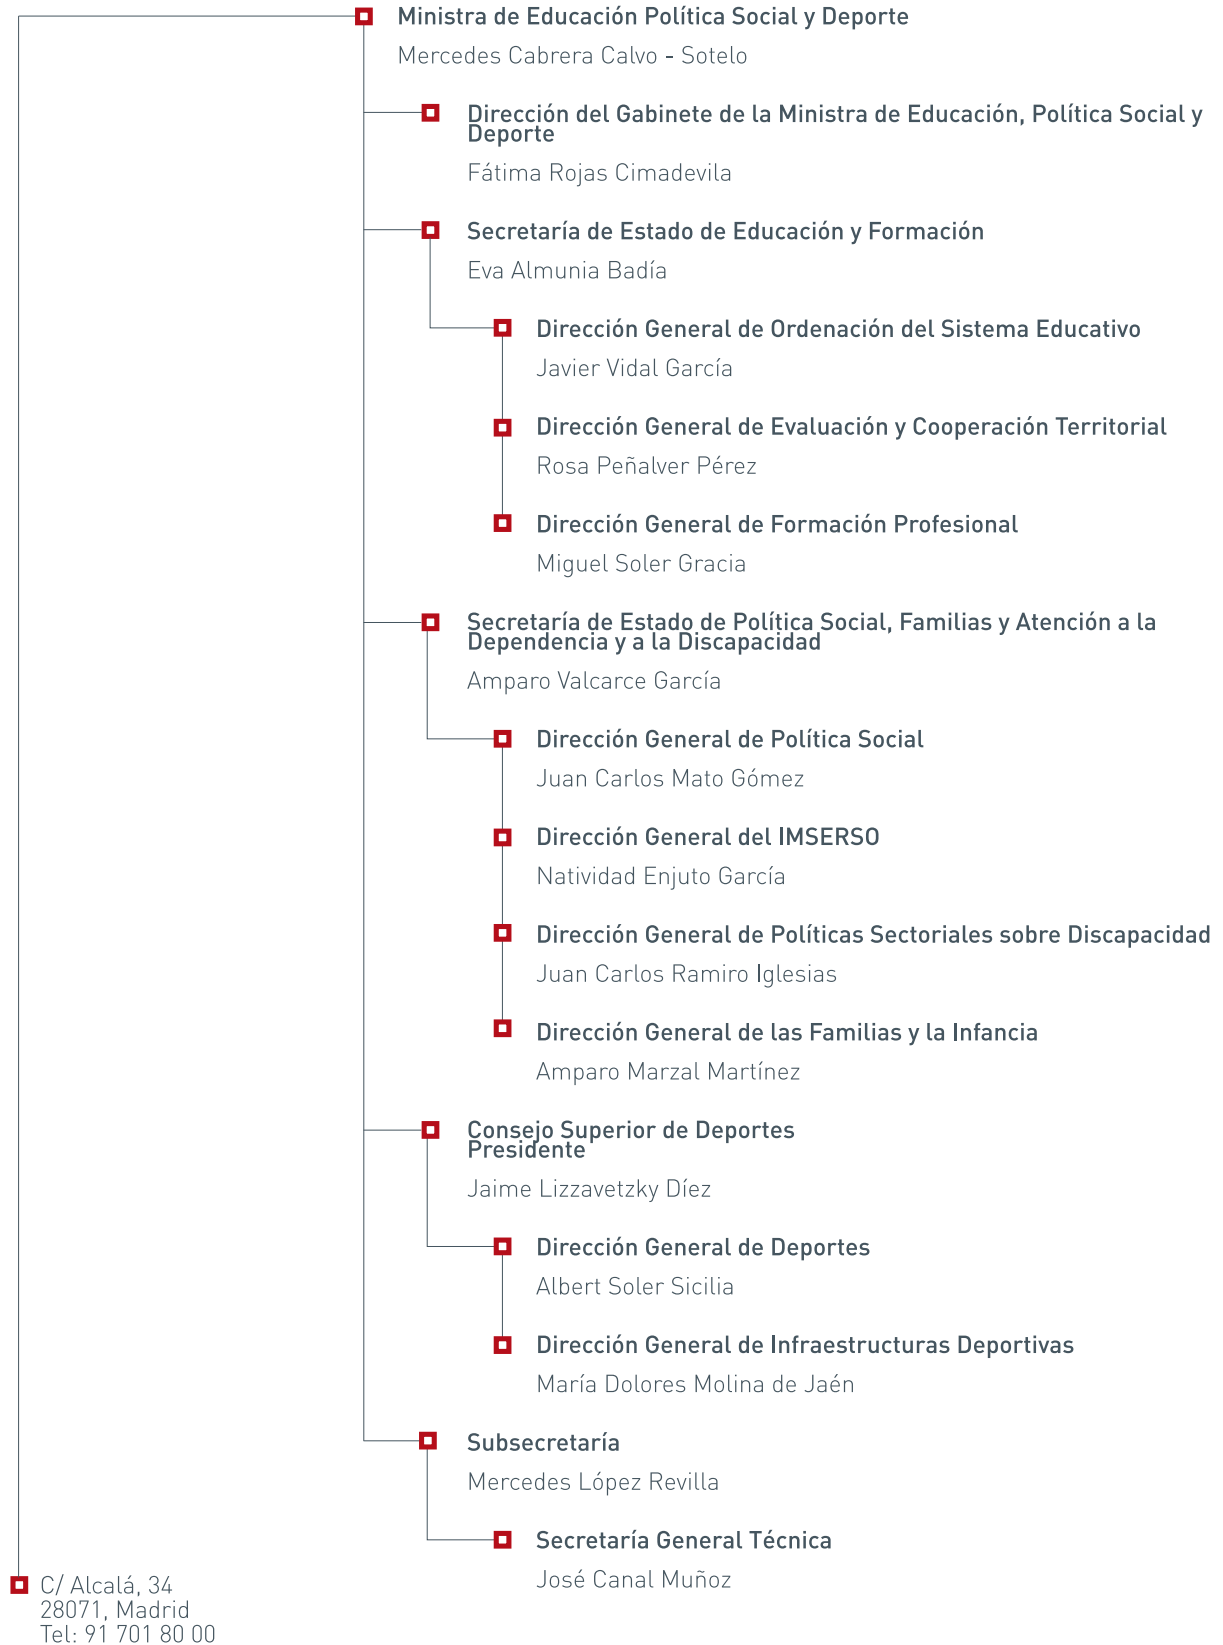 Ministra de Educación Política Social y Deporte
Mercedes Cabrera Calvo - Sotelo
Dirección del Gabinete de la Ministra de Educación, Política Social y
Deporte
Fátima Rojas Cimadevila
Secretaría de Estado de Educación y Formación
Eva Almunia Badía
Dirección General de Ordenación del Sistema Educativo
Javier Vidal García
Dirección General de Evaluación y Cooperación Territorial
Rosa Peñalver Pérez
Dirección General de Formación Profesional
Miguel Soler Gracia
Secretaría de Estado de Política Social, Familias y Atención a la
Dependencia y a la Discapacidad
Amparo Valcarce García
Dirección General de Política Social
Juan Carlos Mato Gómez
Dirección General del IMSERSO
Natividad Enjuto García
Dirección General de Políticas Sectoriales sobre Discapacidad
Juan Carlos Ramiro Iglesias
Dirección General de las Familias y la Infancia
Amparo Marzal Martínez
Consejo Superior de Deportes
Presidente
Jaime Lizzavetzky Díez
Dirección General de Deportes
Albert Soler Sicilia
Dirección General de Infraestructuras Deportivas
María Dolores Molina de Jaén
Subsecretaría
Mercedes López Revilla
Secretaría General Técnica
José Canal Muñoz
C/ Alcalá, 34
28071, Madrid
Tel: 91 701 80 00